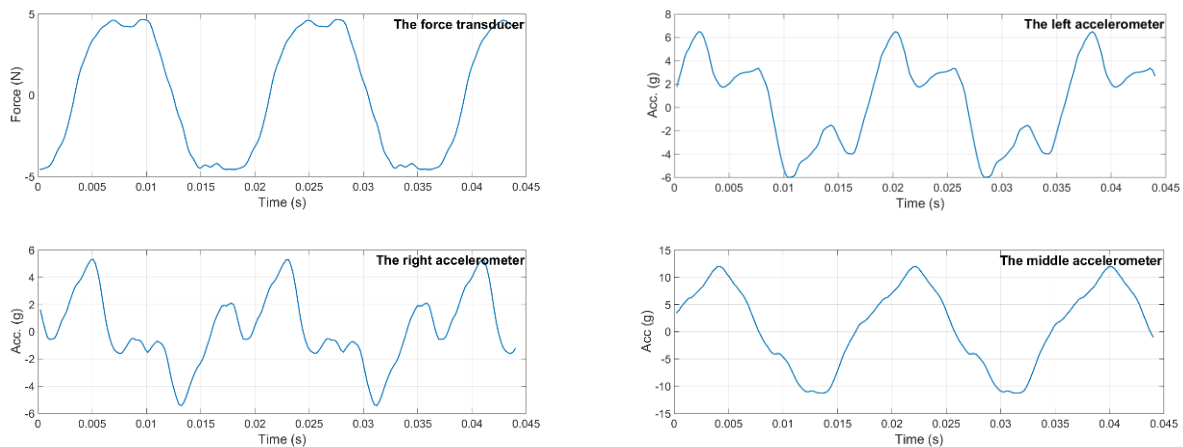 The force transducer
Force (N)
5
0
-5
0 0.005 0.01 0.015 0.02 0.025 0.03 0.035 0.04 0.045
Time (s)
The left accelerometer
Acc. (g)
8
6
4
2
0
-2
-4
-6
0 0.005 0.01 0.015 0.02 0.025 0.03 0.035 0.04 0.045
Time (s)
The right accelerometer
Acc. (g)
6
4
2
0
-2
-4
-6
0 0.005 0.01 0.015 0.02 0.025 0.03 0.035 0.04 0.045
Time (s)
The middle accelerometer
Acc (g)
15
10
5
0
-5
-10
-15
0 0.005 0.01 0.015 0.02 0.025 0.03 0.035 0.04 0.045
Time (s)